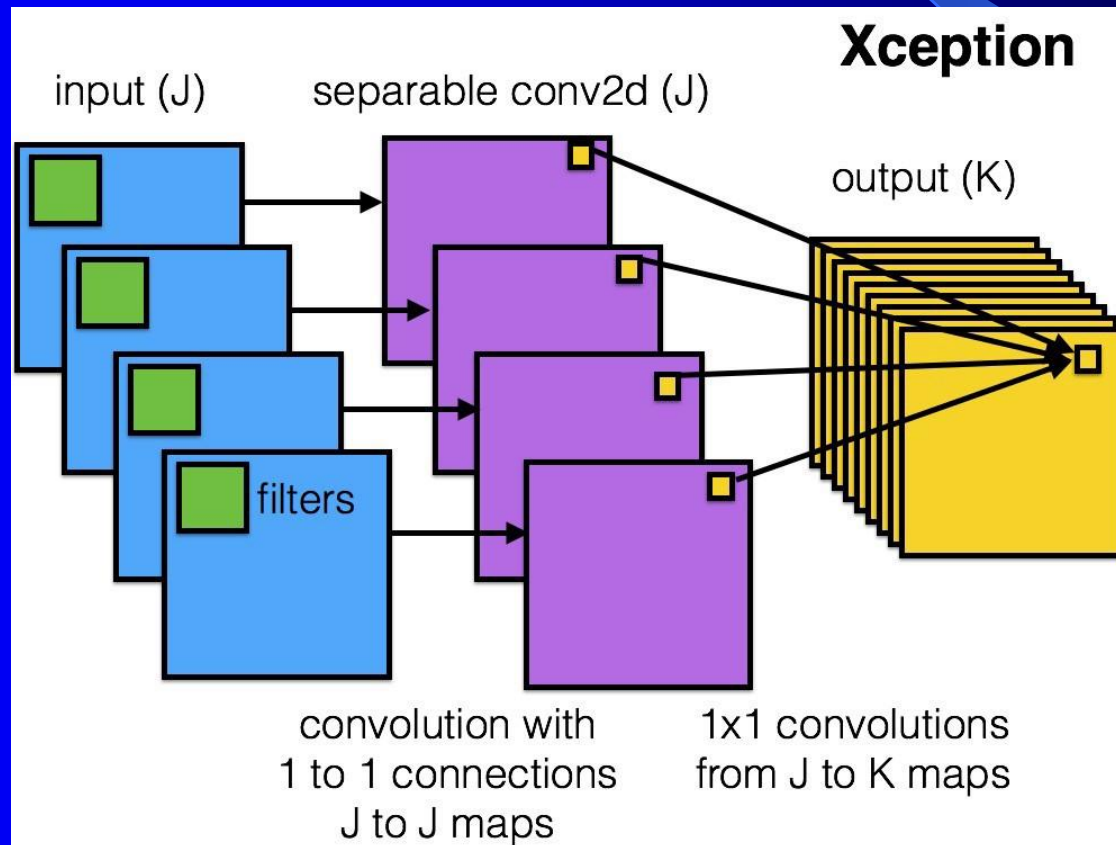 Xception
input (J)
separable conv2d (J)
output (K)
filters
convolution with
1 to 1 connections
J to J maps
1x1 convolutions
from J to K maps